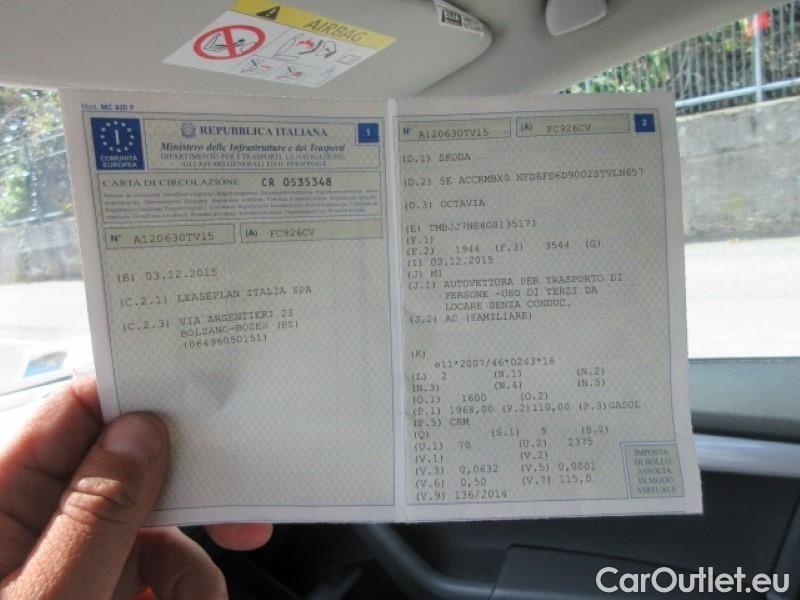 AIRBAG
Mod. MC 820 F
REPUBBLICA ITALIANA
1
I
COMUNITÀ
EUROPEA
Ministero delle Infrastrutture e dei Trasporti
DIPARTIMENTO PER I TRASPORTI, LA NAVIGAZIONE,
GLI AFFARI GENERALI ED IL PERSONALE
CARTA DI CIRCOLAZIONE CR 0535348
N° A120630TV15 (A) FC926CV
(B) 03.12.2015
(C.2.1) LEASEPLAN ITALIA SPA
(C.2.3) VIA ARGENTIERI 23
BOLZANO-BOZEN (BZ)
(06496050151)
N° A120630TV15 (A) FC926CV 2
(D.1) SKODA
(D.2) 5E ACCRMBX0 NFD6FD6D9002STVLN657
(D.3) OCTAVIA
(E) TMBJJ7NE8G0135171
(F.1)
(F.2) 1944 (F.3) 3544 (G)
(I) 03.12.2015
(J) M1
(J.1) AUTOVETTURA PER TRASPORTO DI
PERSONE -USO DI TERZI DA
LOCARE SENZA CONDUC.
(J.2) AC (FAMILIARE)
(K)
e11*2007/46*0243*16
(L) 2 (N.1) (N.2)
(N.3) (N.4) (N.5)
(O.1) 1600 (O.2)
(P.1) 1968,00 (P.2)110,00 (P.3)GASOL
(P.5) CRM
(Q) (S.1) 5 (S.2)
(U.1) 70 (U.2) 2375
(V.1) (V.2)
(V.3) 0,0632 (V.5) 0,0001
(V.6) 0,50 (V.7) 115,0
(V.9) 136/2014
IMPOSTA
DI BOLLO
ASSOLTA
IN MODO
VIRTUALE
CarOutlet.eu